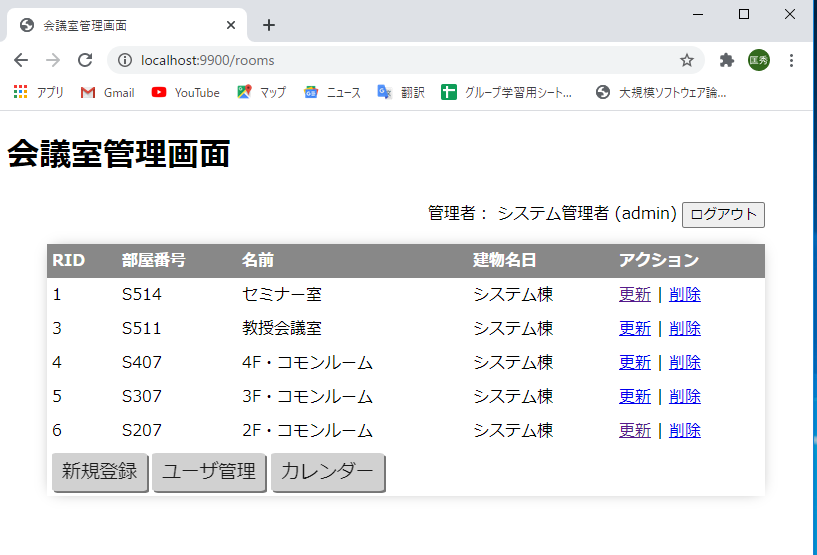 会議室管理画面
localhost:9900/rooms
匡秀
アプリ Gmail YouTube マップ ニュース 翻訳 グループ学習用シート... 大規模ソフトウェア論...
会議室管理画面
管理者： システム管理者 (admin) ログアウト
RID 部屋番号 名前 建物名日 アクション
1 S514 セミナー室 システム棟 更新 | 削除
3 S511 教授会議室 システム棟 更新 | 削除
4 S407 4F・コモンルーム システム棟 更新 | 削除
5 S307 3F・コモンルーム システム棟 更新 | 削除
6 S207 2F・コモンルーム システム棟 更新 | 削除
新規登録 ユーザ管理 カレンダー